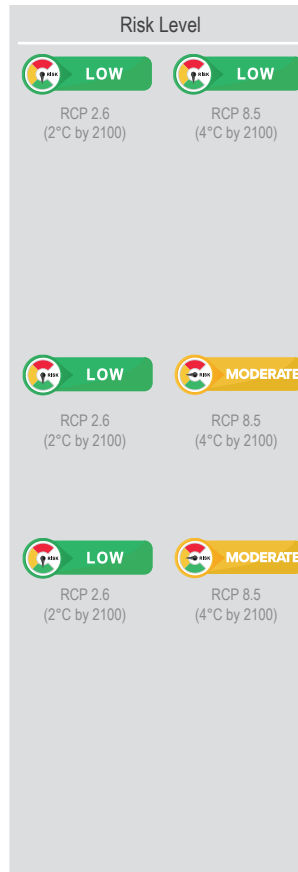 Risk Level
RISK LOW RISK LOW
RCP 2.6 RCP 8.5
(2°C by 2100) (4°C by 2100)
RISK LOW RISK MODERATE
RCP 2.6 RCP 8.5
(2°C by 2100) (4°C by 2100)
RISK LOW RISK MODERATE
RCP 2.6 RCP 8.5
(2°C by 2100) (4°C by 2100)